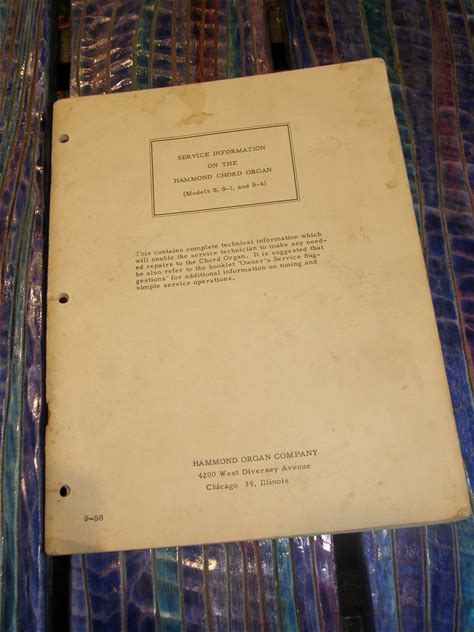 SERVICE INFORMATION
ON THE
HAMMOND CHORD ORGAN
(Models S, S-1, and S-4)
This contains complete technical information which
will enable the service technician to make any need-
ed repairs to the Chord Organ. It is suggested that
he also refer to the booklet "Owner's Service Sug-
gestions" for additional information on tuning and
simple service operations.
HAMMOND ORGAN COMPANY
4200 West Diversey Avenue
Chicago 39, Illinois
9-58